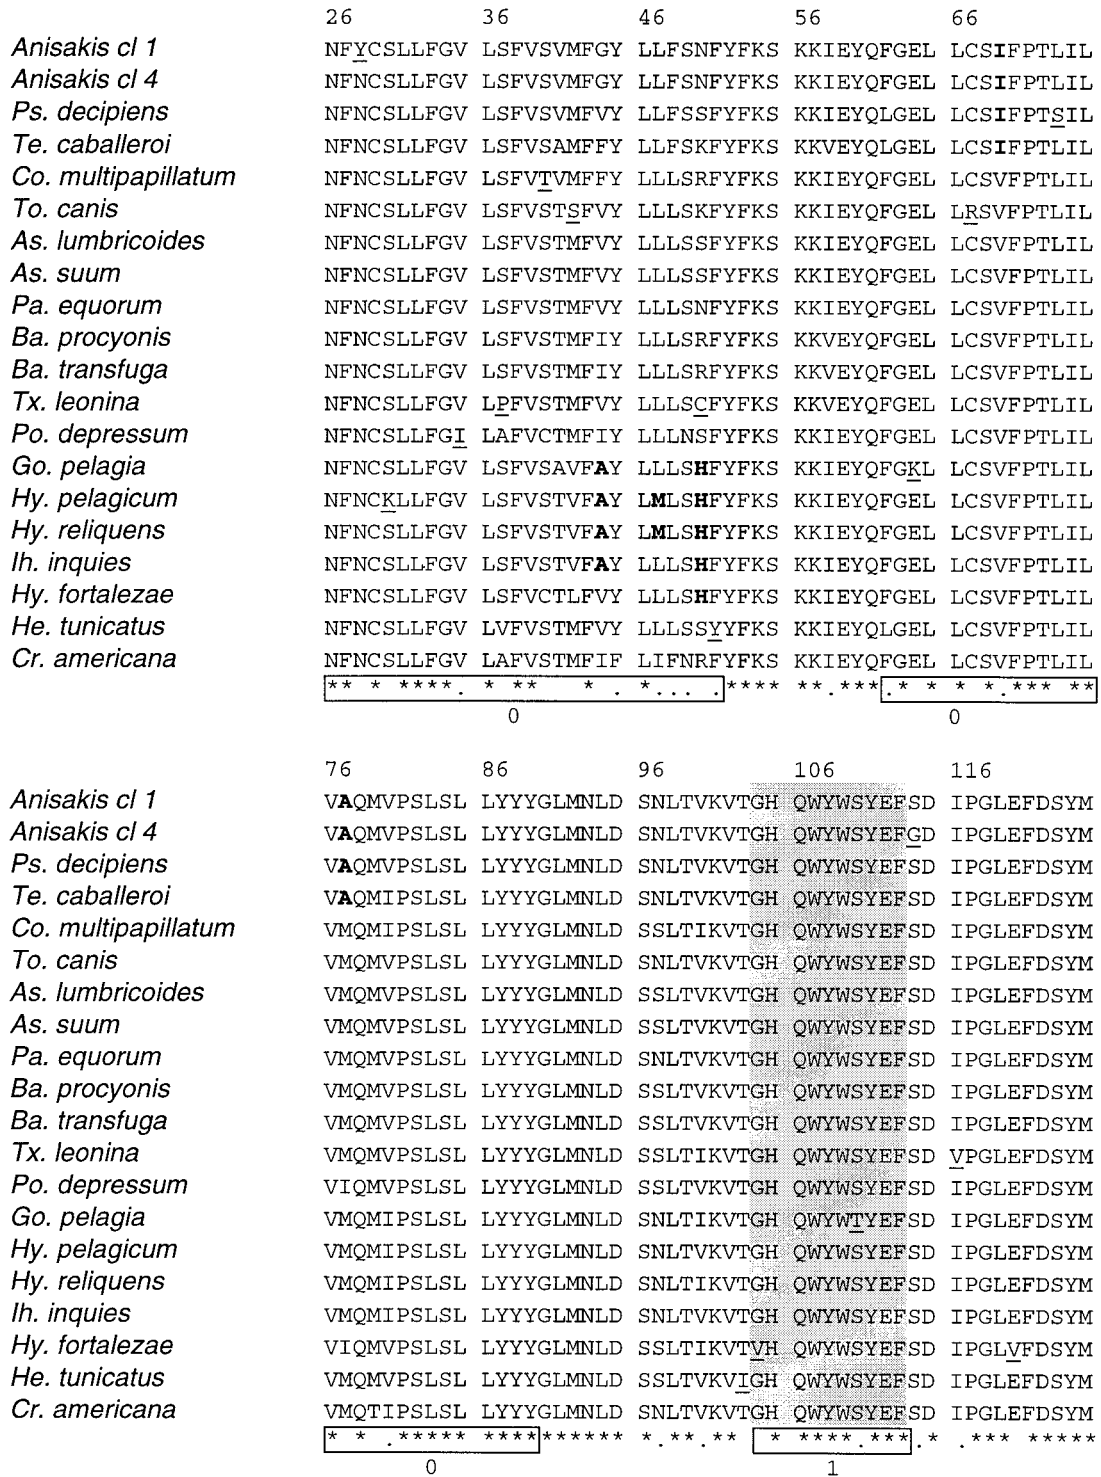 26 36 46 56 66
Anisakis cl 1 NFYCSLLFGV LSFVSVMFGY LLFSNFYFKS KKIEYQFGEL LCSIFPTLIL
Anisakis cl 4 NFNCSLLFGV LSFVSVMFGY LLFSNFYFKS KKIEYQFGEL LCSIFPTLIL
Ps. decipiens NFNCSLLFGV LSFVSVMFVY LLFSSFYFKS KKIEYQLGEL LCSIFPTSIL
Te. caballeroi NFNCSLLFGV LSFVSAMFFY LLFSKFYFKS KKVEYQLGEL LCSIFPTLIL
Co. multipapillatum NFNCSLLFGV LSFVTVMFFY LLLSRFYFKS KKIEYQFGEL LCSVFPTLIL
To. canis NFNCSLLFGV LSFVSTSFVY LLLSKFYFKS KKIEYQFGEL LRSVFPTLIL
As. lumbricoides NFNCSLLFGV LSFVSTMFVY LLLSSFYFKS KKIEYQFGEL LCSVFPTLIL
As. suum NFNCSLLFGV LSFVSTMFVY LLLSSFYFKS KKIEYQFGEL LCSVFPTLIL
Pa. equorum NFNCSLLFGV LSFVSTMFVY LLLSNFYFKS KKIEYQFGEL LCSVFPTLIL
Ba. procyonis NFNCSLLFGV LSFVSTMFIY LLLSRFYFKS KKVEYQFGEL LCSVFPTLIL
Ba. transfuga NFNCSLLFGV LSFVSTMFIY LLLSRFYFKS KKVEYQFGEL LCSVFPTLIL
Tx. leonina NFNCSLLFGV LPFVSTMFVY LLLSCFYFKS KKVEYQFGEL LCSVFPTLIL
Po. depressum NFNCSLLFGI LAFVCTMFIY LLLNSFYFKS KKIEYQFGEL LCSVFPTLIL
Go. pelagia NFNCSLLFGV LSFVSAVFAY LLLSHFYFKS KKIEYQFGKL LCSVFPTLIL
Hy. pelagicum NFNCKLLFGV LSFVSTVFAY LMLSHFYFKS KKIEYQFGEL LCSVFPTLIL
Hy. reliquens NFNCSLLFGV LSFVSTVFAY LMLSHFYFKS KKIEYQFGEL LCSVFPTLIL
Ih. inquies NFNCSLLFGV LSFVSTVFAY LLLSHFYFKS KKIEYQFGEL LCSVFPTLIL
Hy. fortalezae NFNCSLLFGV LSFVCTLFVY LLLSHFYFKS KKIEYQFGEL LCSVFPTLIL
He. tunicatus NFNCSLLFGV LVFVSTMFVY LLLSSYYFKS KKIEYQLGEL LCSVFPTLIL
Cr. americana NFNCSLLFGV LAFVSTMFIF LIFNRFYFKS KKIEYQFGEL LCSVFPTLIL
** * ****. * ** * . *... .**** **.*** .* * * *.*** **
0 0
76 86 96 106 116
Anisakis cl 1 VAQMVPSLSL LYYYGLMNLD SNLTVKVTGH QWYWSYEFSD IPGLEFDSYM
Anisakis cl 4 VAQMVPSLSL LYYYGLMNLD SNLTVKVTGH QWYWSYEFGD IPGLEFDSYM
Ps. decipiens VAQMVPSLSL LYYYGLMNLD SNLTVKVTGH QWYWSYEFSD IPGLEFDSYM
Te. caballeroi VAQMIPSLSL LYYYGLMNLD SNLTVKVTGH QWYWSYEFSD IPGLEFDSYM
Co. multipapillatum VMQMIPSLSL LYYYGLMNLD SSLTIKVTGH QWYWSYEFSD IPGLEFDSYM
To. canis VMQMVPSLSL LYYYGLMNLD SNLTVKVTGH QWYWSYEFSD IPGLEFDSYM
As. lumbricoides VMQMVPSLSL LYYYGLMNLD SSLTVKVTGH QWYWSYEFSD IPGLEFDSYM
As. suum VMQMVPSLSL LYYYGLMNLD SSLTVKVTGH QWYWSYEFSD IPGLEFDSYM
Pa. equorum VMQMVPSLSL LYYYGLMNLD SNLTVKVTGH QWYWSYEFSD IPGLEFDSYM
Ba. procyonis VMQMVPSLSL LYYYGLMNLD SSLTVKVTGH QWYWSYEFSD IPGLEFDSYM
Ba. transfuga VMQMVPSLSL LYYYGLMNLD SSLTVKVTGH QWYWSYEFSD IPGLEFDSYM
Tx. leonina VMQMVPSLSL LYYYGLMNLD SSLTIKVTGH QWYWSYEFSD VPGLEFDSYM
Po. depressum VIQMVPSLSL LYYYGLMNLD SSLTVKVTGH QWYWSYEFSD IPGLEFDSYM
Go. pelagia VMQMIPSLSL LYYYGLMNLD SNLTIKVTGH QWYWTYEFSD IPGLEFDSYM
Hy. pelagicum VMQMIPSLSL LYYYGLMNLD SNLTIKVTGH QWYWSYEFSD IPGLEFDSYM
Hy. reliquens VMQMIPSLSL LYYYGLMNLD SNLTIKVTGH QWYWSYEFSD IPGLEFDSYM
Ih. inquies VMQMIPSLSL LYYYGLMNLD SNLTVKVTGH QWYWSYEFSD IPGLEFDSYM
Hy. fortalezae VIQMIPSLSL LYYYGLMNLD SSLTIKVTVH QWYWSYEFSD IPGLVFDSYM
He. tunicatus VMQMVPSLSL LYYYGLMNLD SSLTVKVIGH QWYWSYEFSD IPGLEFDSYM
Cr. americana VMQTIPSLSL LYYYGLMNLD SNLTVKVTGH QWYWSYEFSD IPGLEFDSYM
* * .***** ********** *.**.** * ****.***.* .*** *****
0 1